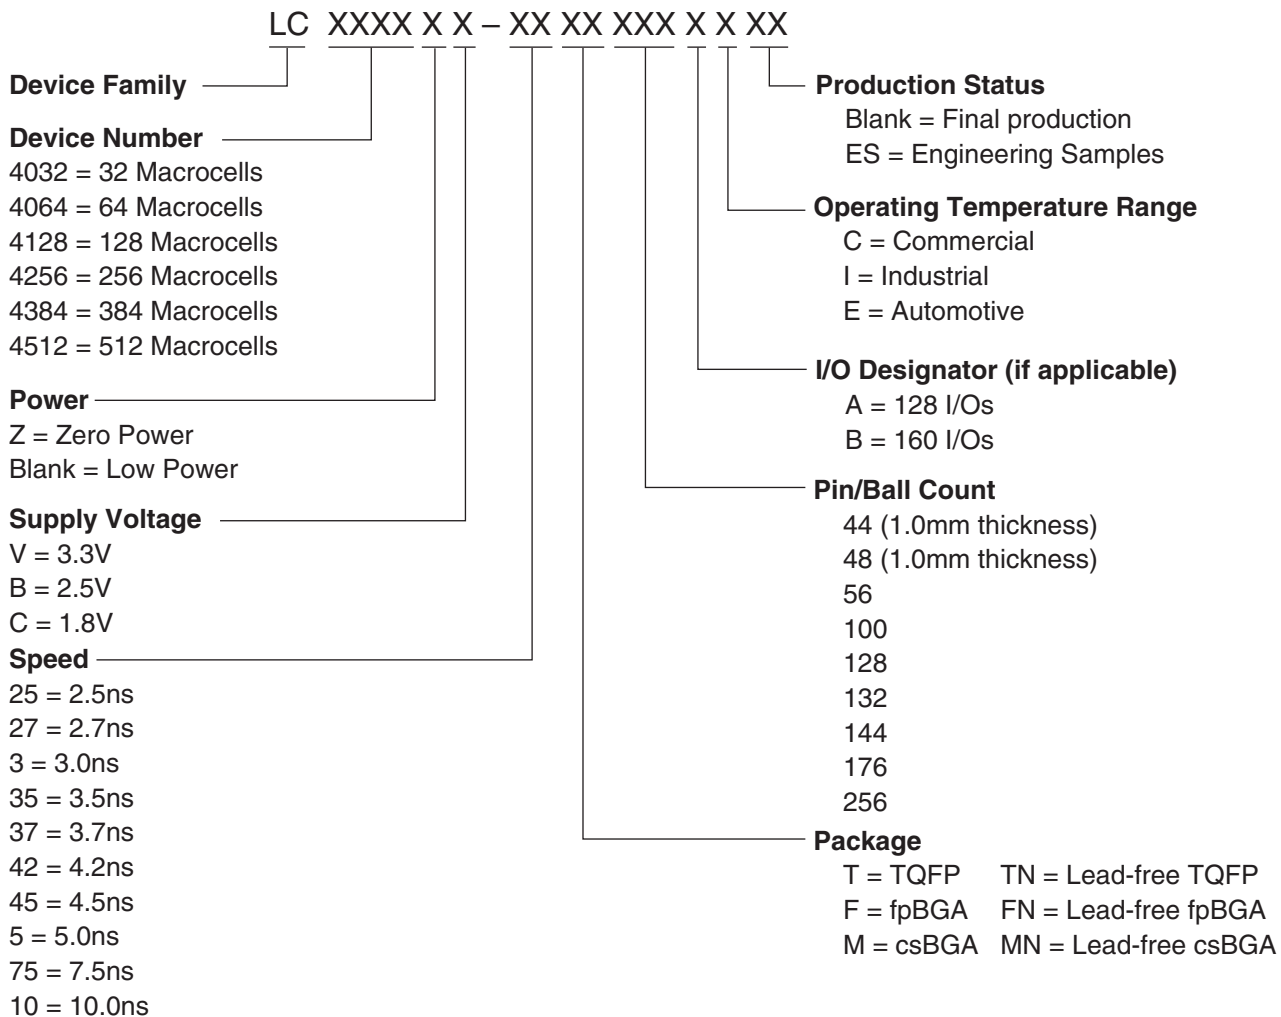 LC XXXX X X – XX XX XXX X X XX
Device Family
Device Number
4032 = 32 Macrocells
4064 = 64 Macrocells
4128 = 128 Macrocells
4256 = 256 Macrocells
4384 = 384 Macrocells
4512 = 512 Macrocells
Power
Z = Zero Power
Blank = Low Power
Supply Voltage
V = 3.3V
B = 2.5V
C = 1.8V
Speed
25 = 2.5ns
27 = 2.7ns
3 = 3.0ns
35 = 3.5ns
37 = 3.7ns
42 = 4.2ns
45 = 4.5ns
5 = 5.0ns
75 = 7.5ns
10 = 10.0ns
Production Status
Blank = Final production
ES = Engineering Samples
Operating Temperature Range
C = Commercial
I = Industrial
E = Automotive
I/O Designator (if applicable)
A = 128 I/Os
B = 160 I/Os
Pin/Ball Count
44 (1.0mm thickness)
48 (1.0mm thickness)
56
100
128
132
144
176
256
Package
T = TQFP TN = Lead-free TQFP
F = fpBGA FN = Lead-free fpBGA
M = csBGA MN = Lead-free csBGA